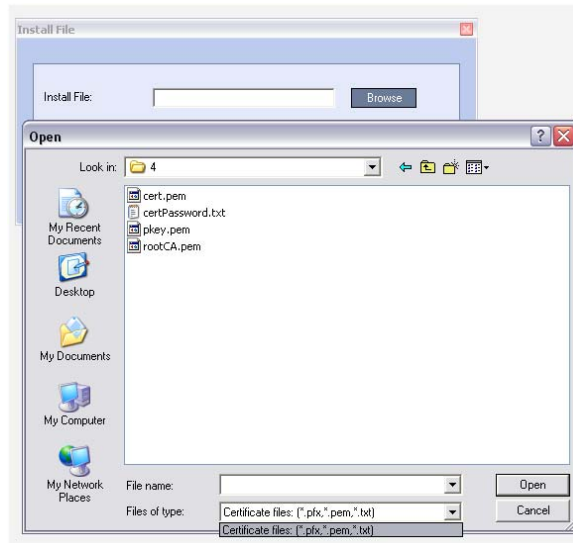 Install File
Install File:
Browse
Open
Look in:
4
cert.pem
certPassword.txt
pkey.pem
rootCA.pem
My Recent
Documents
Desktop
My Documents
My Computer
My Network
Places
File name:
Open
Files of type:
Certificate files: (*.pfx,*.pem,*.txt)
Cancel
Certificate files: (*.pfx,*.pem,*.txt)